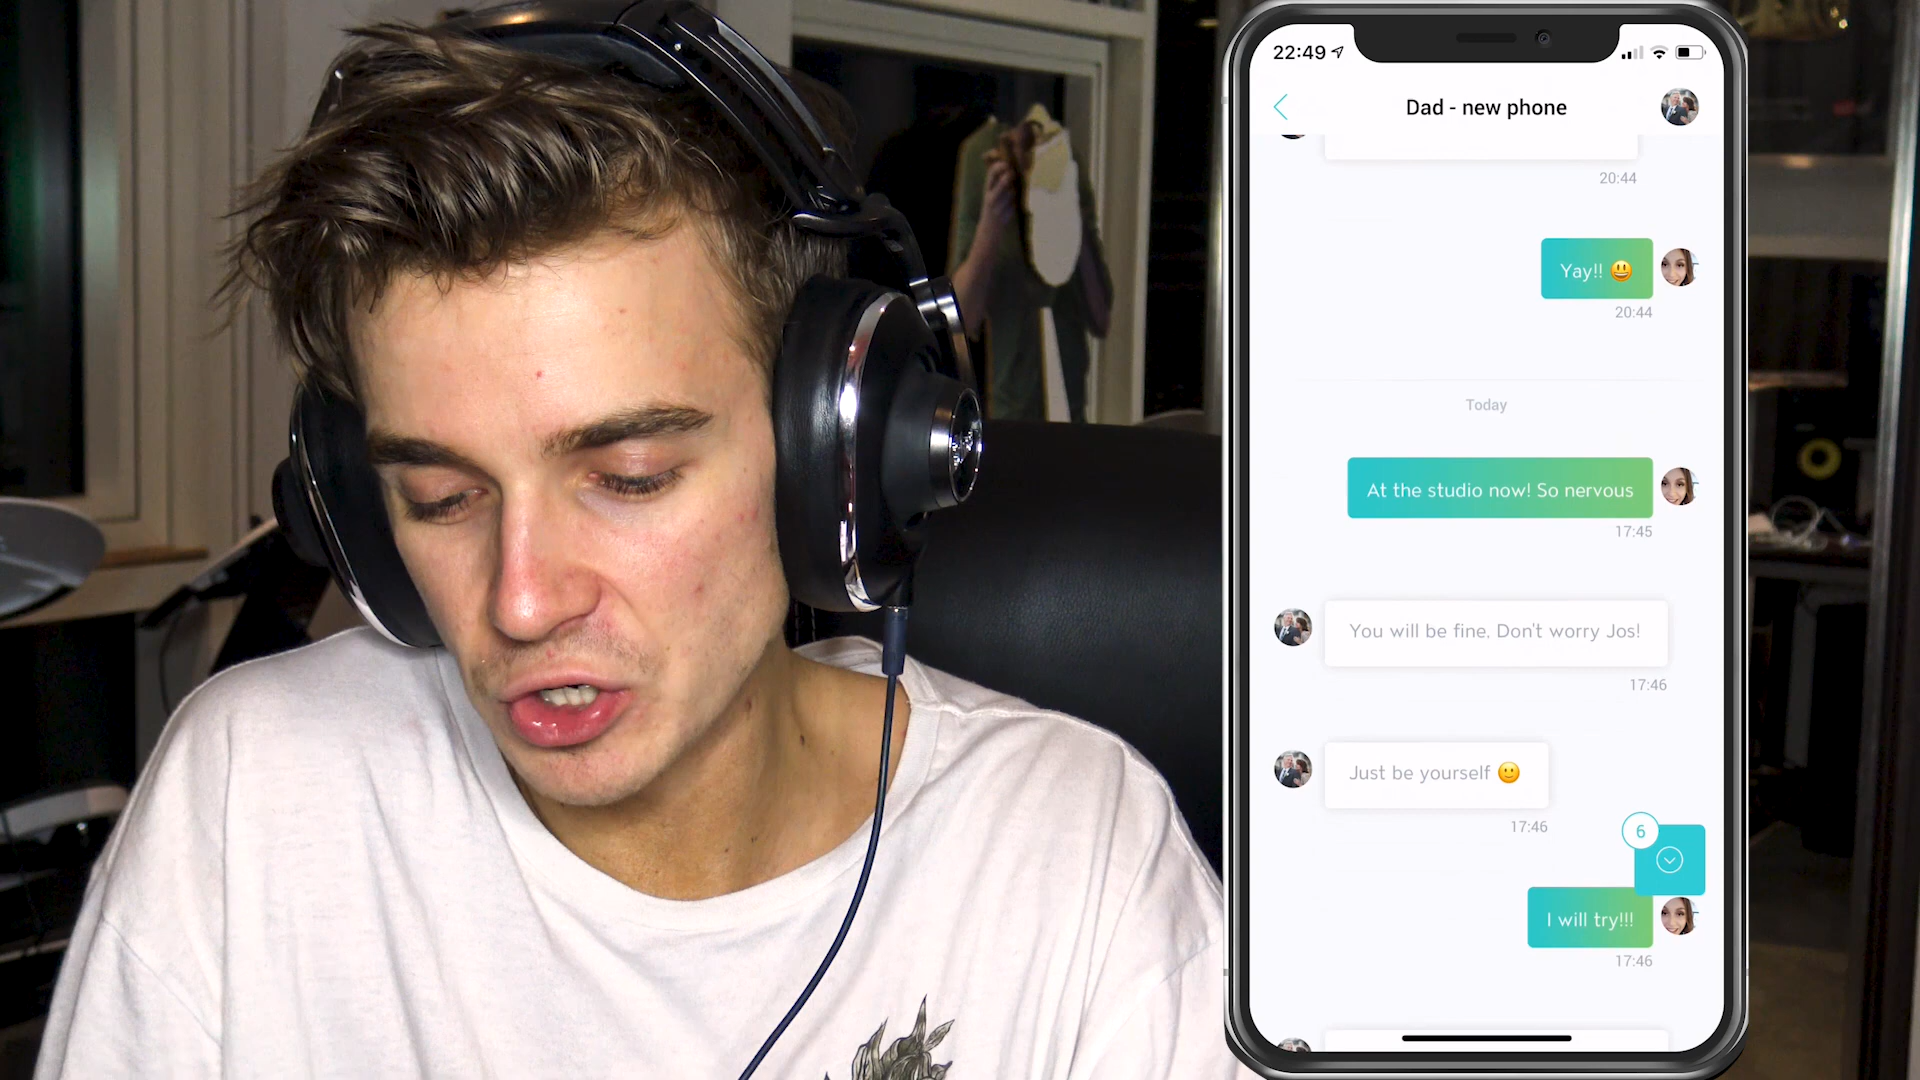 22:49
Dad - new phone
20:44
Yay!! 😃
20:44
Today
At the studio now! So nervous
17:45
You will be fine. Don't worry Jos!
17:46
Just be yourself 🙂
17:46
6
I will try!!!
17:46